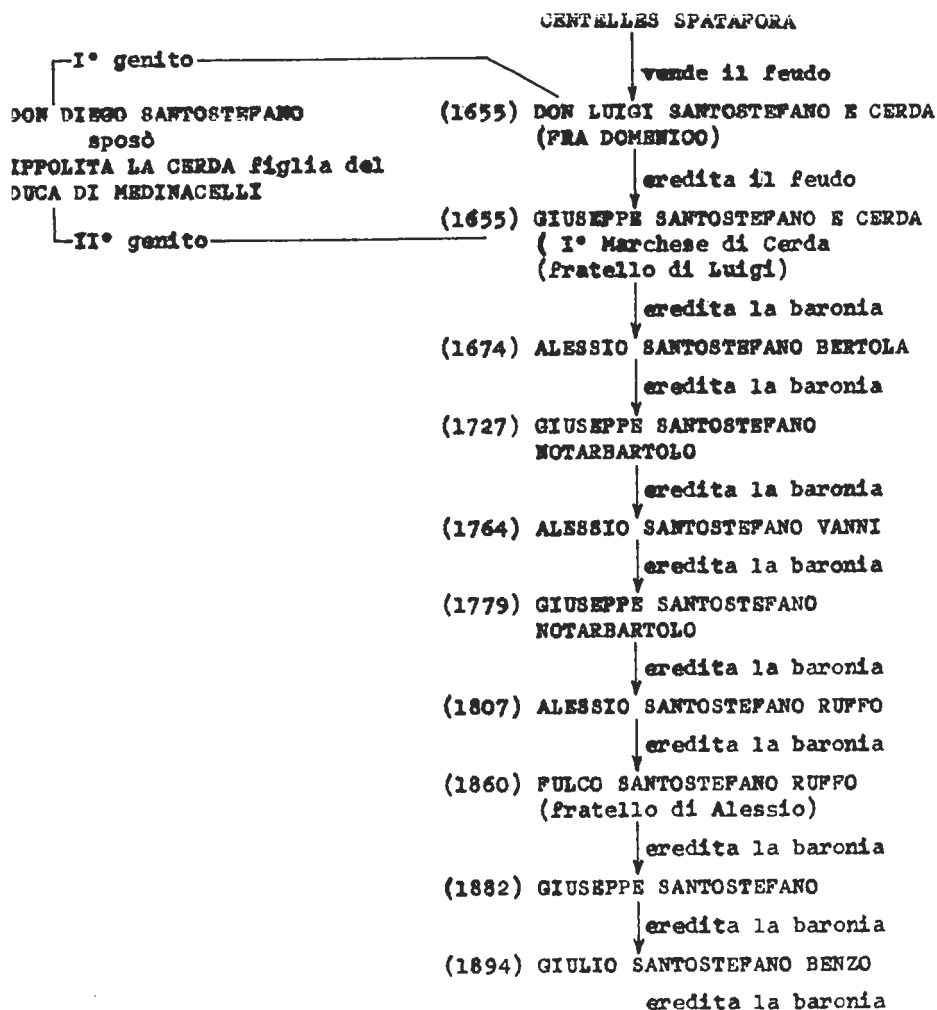 CENTELLES SPATAFORA
I° genito
vende il feudo
DON DIEGO SANTOSTEFANO
sposò
IPPOLITA LA CERDA figlia del
DUCA DI MEDINACELLI
(1655) DON LUIGI SANTOSTEFANO E CERDA
(FRA DOMENICO)
eredita il feudo
II° genito
(1655) GIUSEPPE SANTOSTEFANO E CERDA
( I° Marchese di Cerda
(fratello di Luigi)
eredita la baronia
(1674) ALESSIO SANTOSTEFANO BERTOLA
eredita la baronia
(1727) GIUSEPPE SANTOSTEFANO
NOTARBARTOLO
eredita la baronia
(1764) ALESSIO SANTOSTEFANO VANNI
eredita la baronia
(1779) GIUSEPPE SANTOSTEFANO
NOTARBARTOLO
eredita la baronia
(1807) ALESSIO SANTOSTEFANO RUFFO
eredita la baronia
(1860) FULCO SANTOSTEFANO RUFFO
(fratello di Alessio)
eredita la baronia
(1882) GIUSEPPE SANTOSTEFANO
eredita la baronia
(1894) GIULIO SANTOSTEFANO BENZO
eredita la baronia